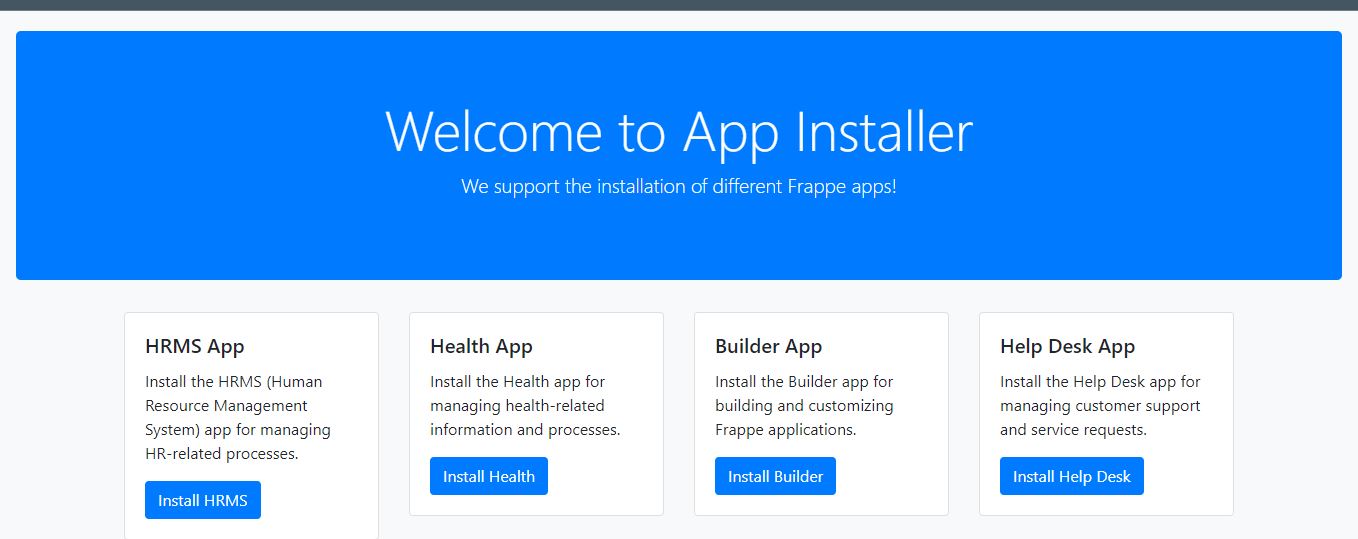 Welcome to App Installer
We support the installation of different Frappe apps!
HRMS App
Install the HRMS (Human
Resource Management
System) app for managing
HR-related processes.
Install HRMS
Health App
Install the Health app for
managing health-related
information and processes.
Install Health
Builder App
Install the Builder app for
building and customizing
Frappe applications.
Install Builder
Help Desk App
Install the Help Desk app for
managing customer support
and service requests.
Install Help Desk